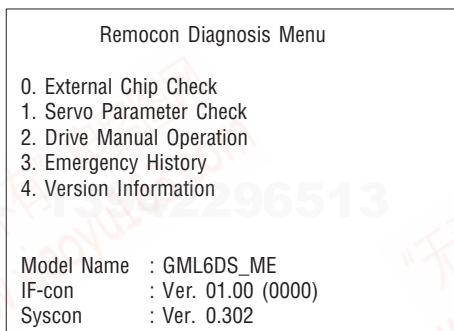 Remocon Diagnosis Menu
0. External Chip Check
1. Servo Parameter Check
2. Drive Manual Operation
3. Emergency History
4. Version Information
Model Name : GML6DS_ME
IF-con : Ver. 01.00 (0000)
Syscon : Ver. 0.302